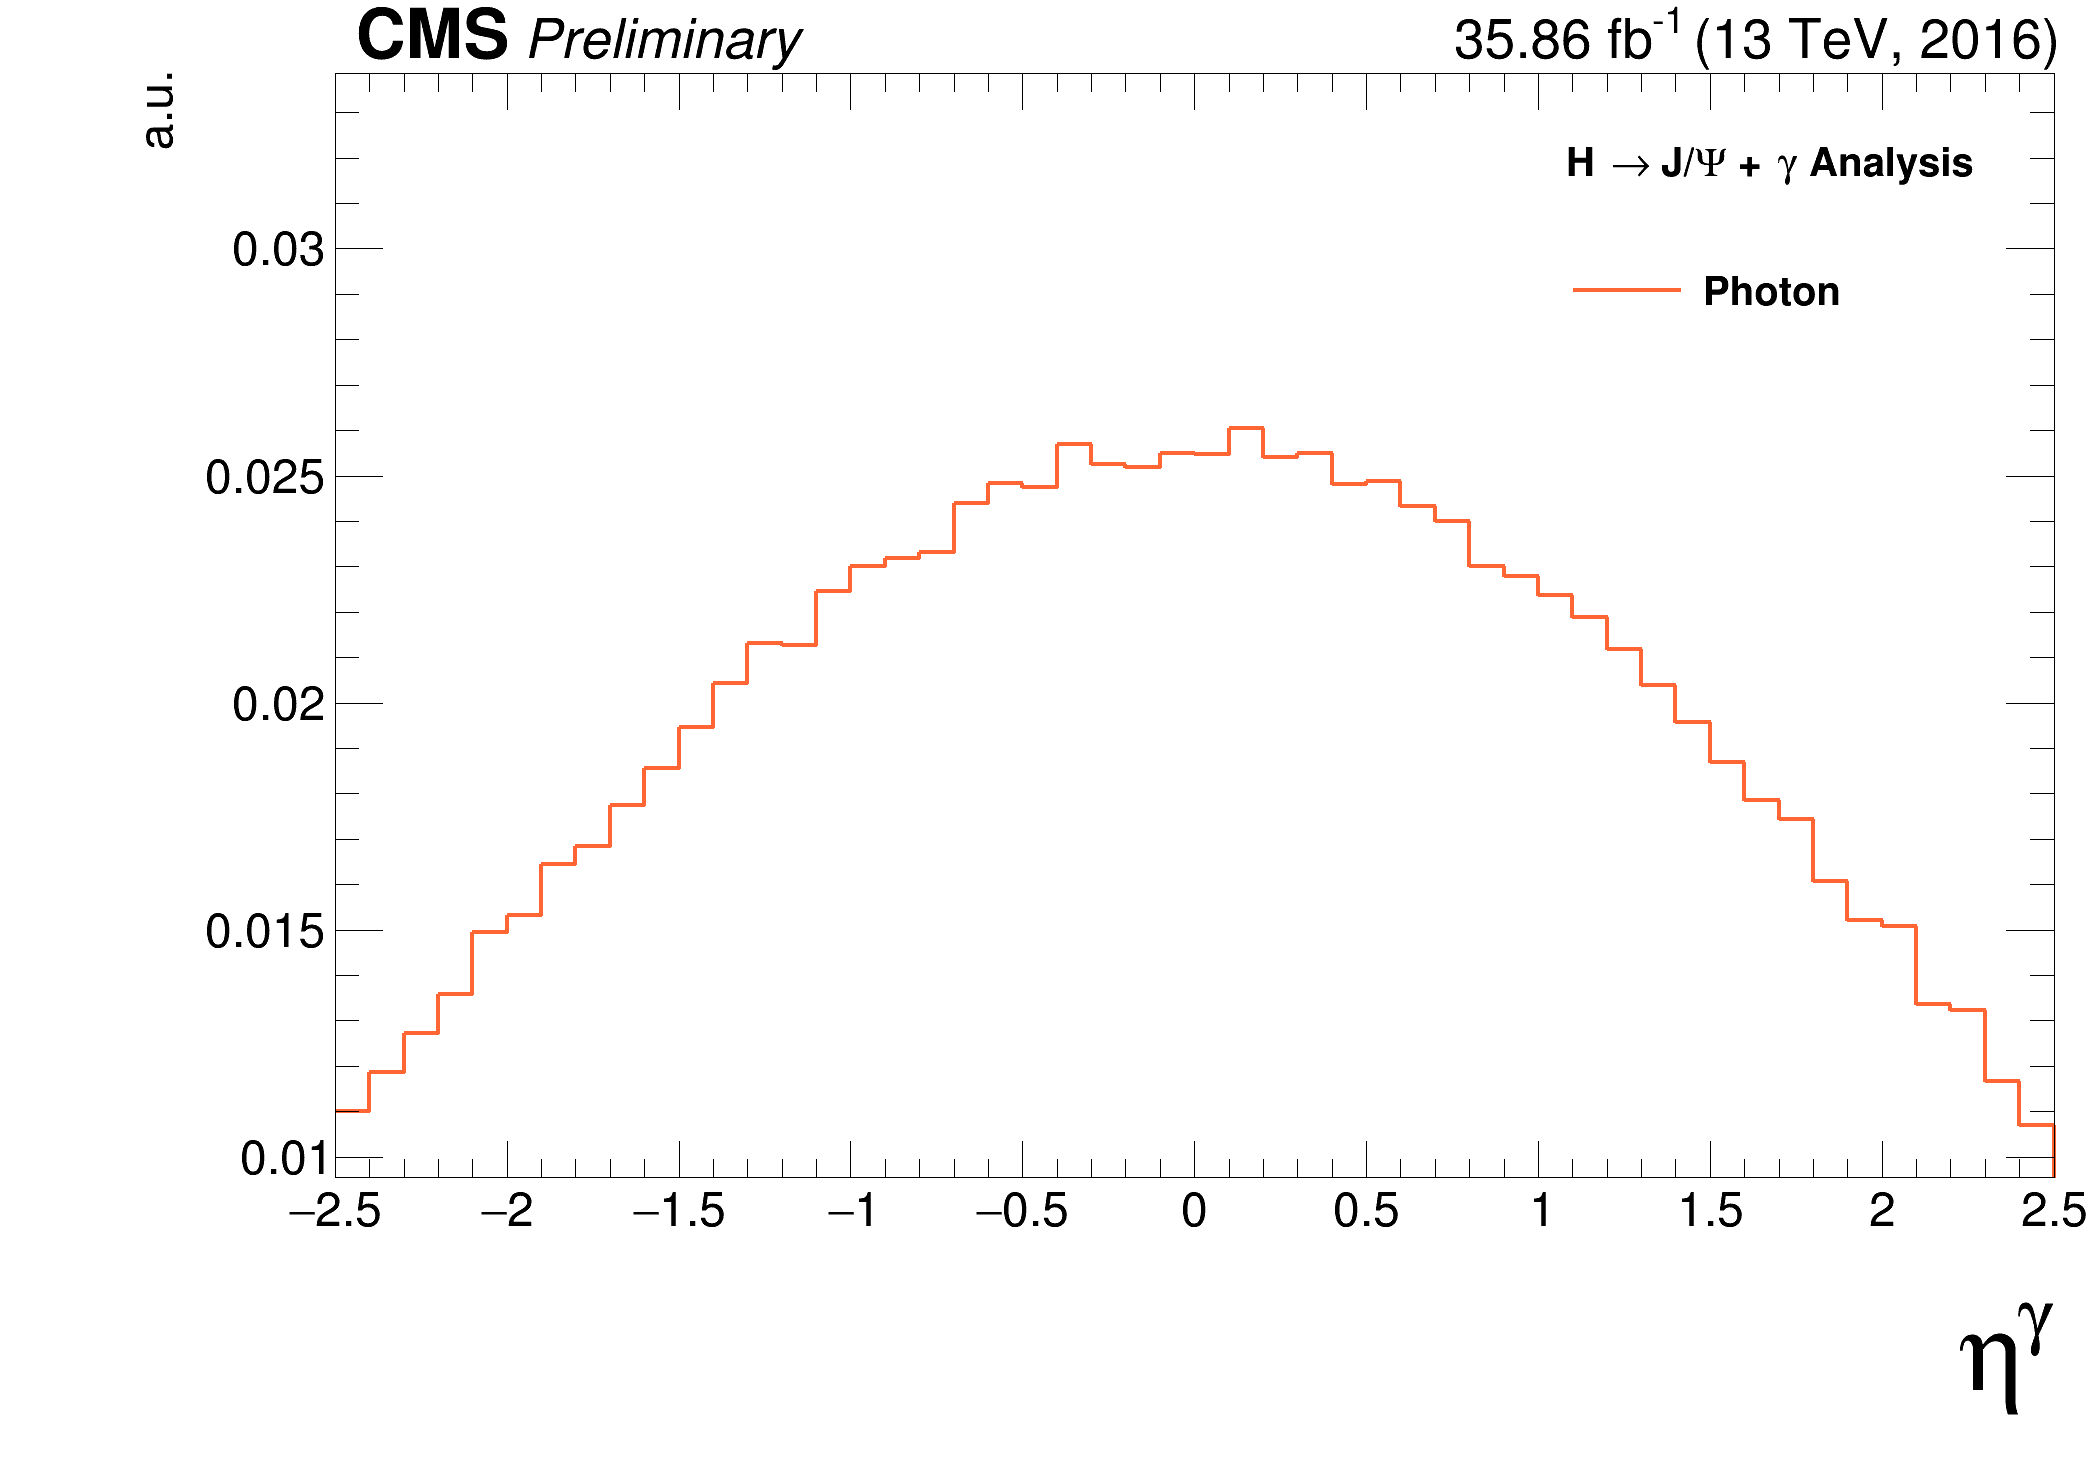 CMS Preliminary 35.86 fb-1 (13 TeV, 2016)
a.u.
H → J/Ψ + γ Analysis
Photon
0.03
0.025
0.02
0.015
0.01
−2.5 −2 −1.5 −1 −0.5 0 0.5 1 1.5 2 2.5
ηγ